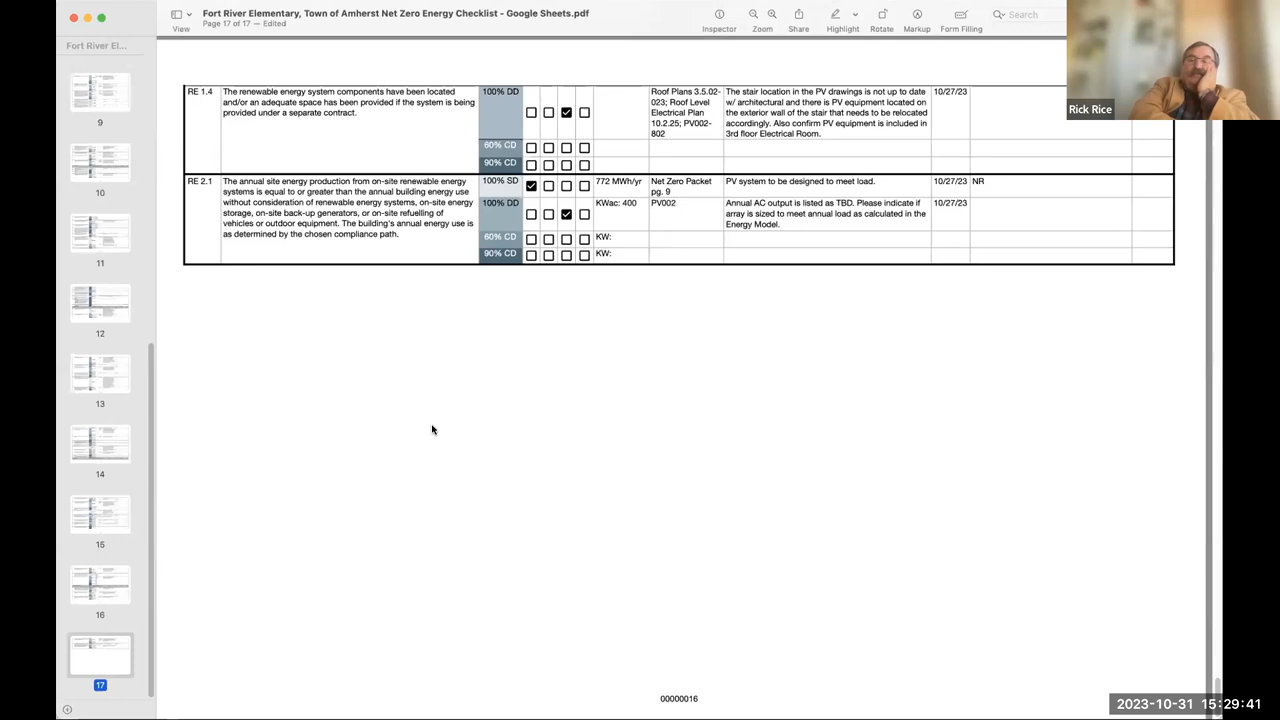 Fort River Elementary, Town of Amherst Net Zero Energy Checklist - Google Sheets.pdf
Page 17 of 17 — Edited
View
Inspector
Zoom
Share
Highlight
Rotate
Markup
Form Filling
Search
Fort River El...
9
10
11
12
13
14
15
16
17
RE 1.4
The renewable energy system components have been located
and/or an adequate space has been provided if the system is being
provided under a separate contract.
100% DD
Roof Plans 3.5.02-
023; Roof Level
Electrical Plan
10.2.25; PV002-
802
The stair location in the PV drawings is not up to date
w/ architectural and there is PV equipment located on
the exterior wall of the stair that needs to be relocated
accordingly. Also confirm PV equipment is included in
3rd floor Electrical Room.
10/27/23
60% CD
90% CD
RE 2.1
The annual site energy production from on-site renewable energy
systems is equal to or greater than the annual building energy use
without consideration of renewable energy systems, on-site energy
storage, on-site back-up generators, or on-site refuelling of
vehicles or outdoor equipment. The building's annual energy use is
as determined by the chosen compliance path.
100% SD
772 MWh/yr
Net Zero Packet
pg. 9
PV system to be designed to meet load.
10/27/23
NR
100% DD
KWac: 400
PV002
Annual AC output is listed as TBD. Please indicate if
array is sized to meet annual load as calculated in the
Energy Model.
10/27/23
60% CD
KW:
90% CD
KW:
00000016
Rick Rice
2023-10-31 15:29:41